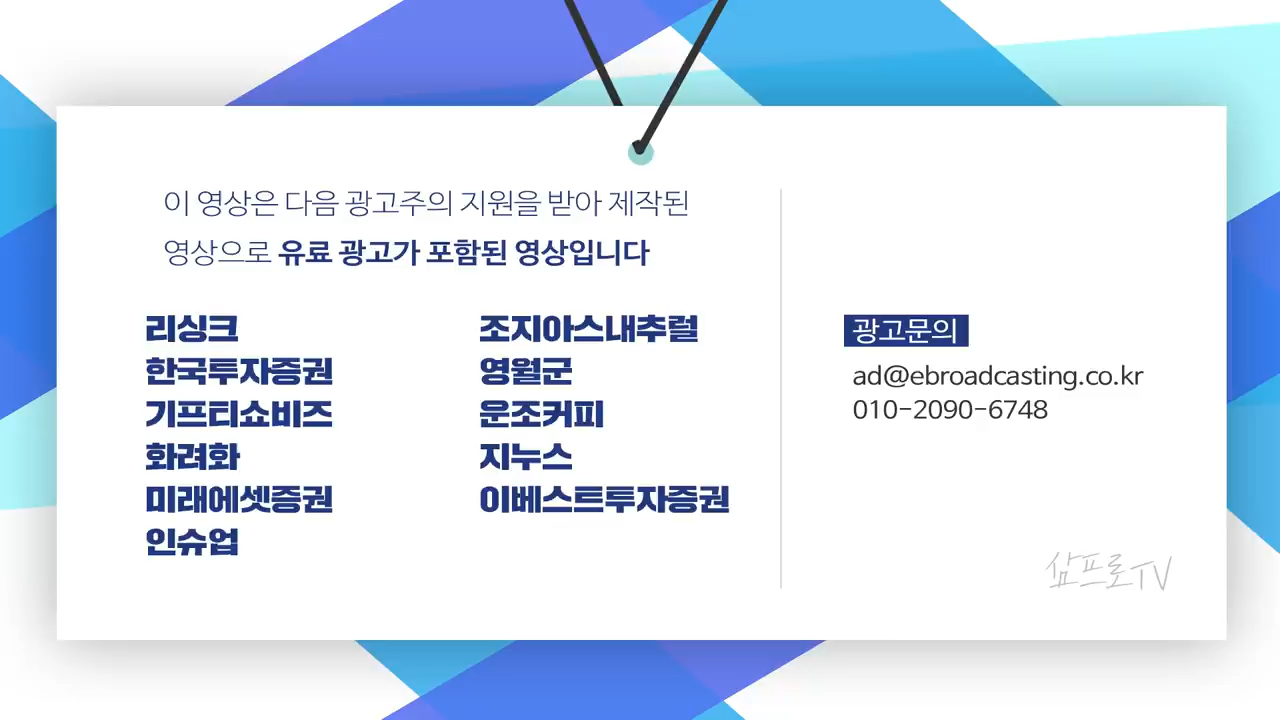 이 영상은 다음 광고주의 지원을 받아 제작된
영상으로 유료 광고가 포함된 영상입니다
리싱크
한국투자증권
기프티쇼비즈
화려화
미래에셋증권
인슈업
조지아스내추럴
영월군
운조커피
지누스
이베스트투자증권
광고문의
ad@ebroadcasting.co.kr
010-2090-6748
삼프로TV